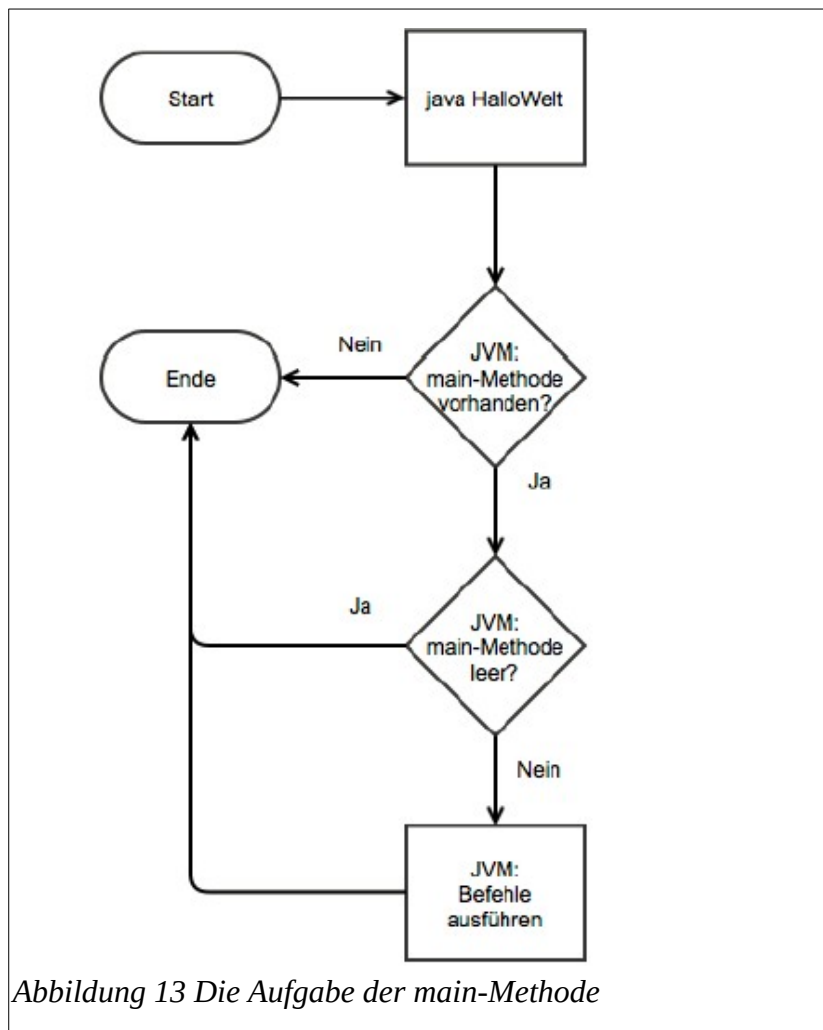 Start
java HalloWelt
Nein
JVM:
main-Methode
vorhanden?
Ende
Ja
Ja
JVM:
main-Methode
leer?
Nein
JVM:
Befehle
ausführen
Abbildung 13 Die Aufgabe der main-Methode